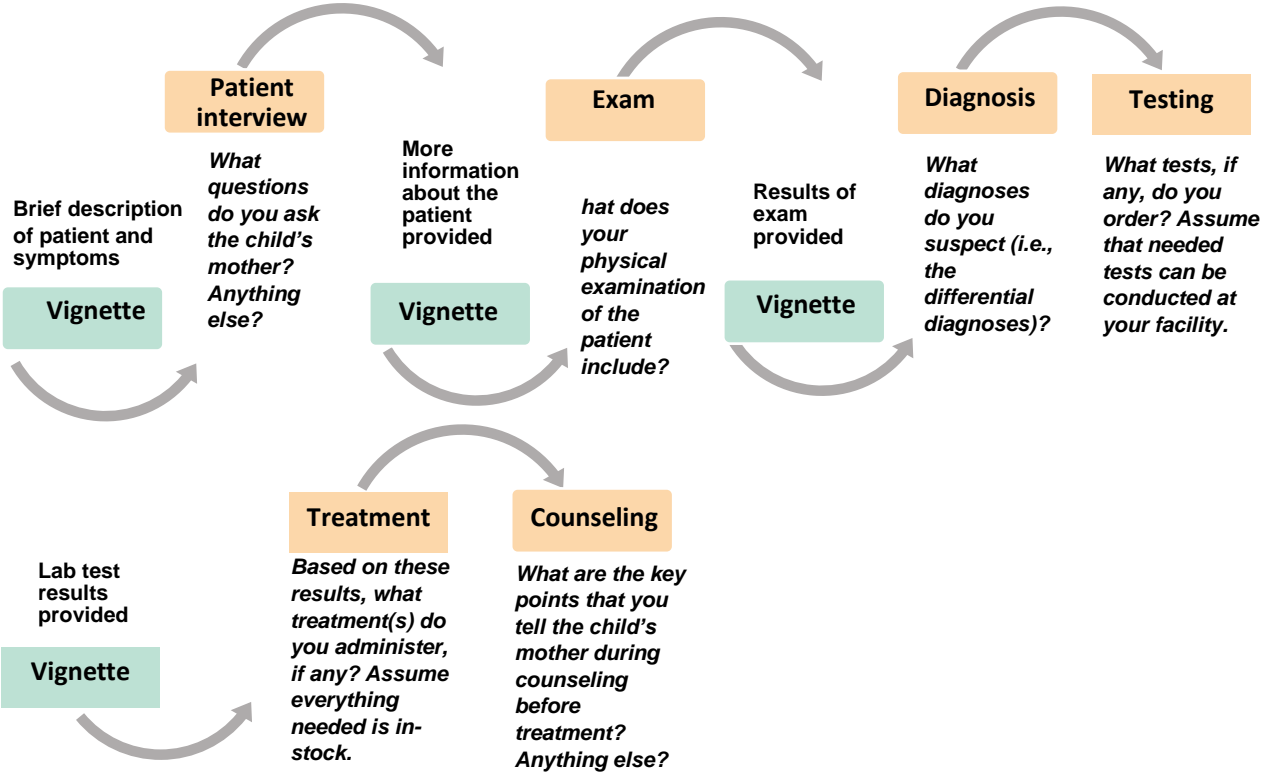 Brief description
of patient and
symptoms
Vignette
Patient
interview
What
questions
do you ask
the child's
mother?
Anything
else?
More
information
about the
patient
provided
Vignette
Exam
hat does
your
physical
examination
of the
patient
include?
Results of
exam
provided
Vignette
Diagnosis
What
diagnoses
do you
suspect (i.e.,
the
differential
diagnoses)?
Testing
What tests, if
any, do you
order? Assume
that needed
tests can be
conducted at
your facility.
Lab test
results
provided
Vignette
Treatment
Based on these
results, what
treatment(s) do
you administer,
if any? Assume
everything
needed is in-
stock.
Counseling
What are the key
points that you
tell the child's
mother during
counseling
before
treatment?
Anything else?